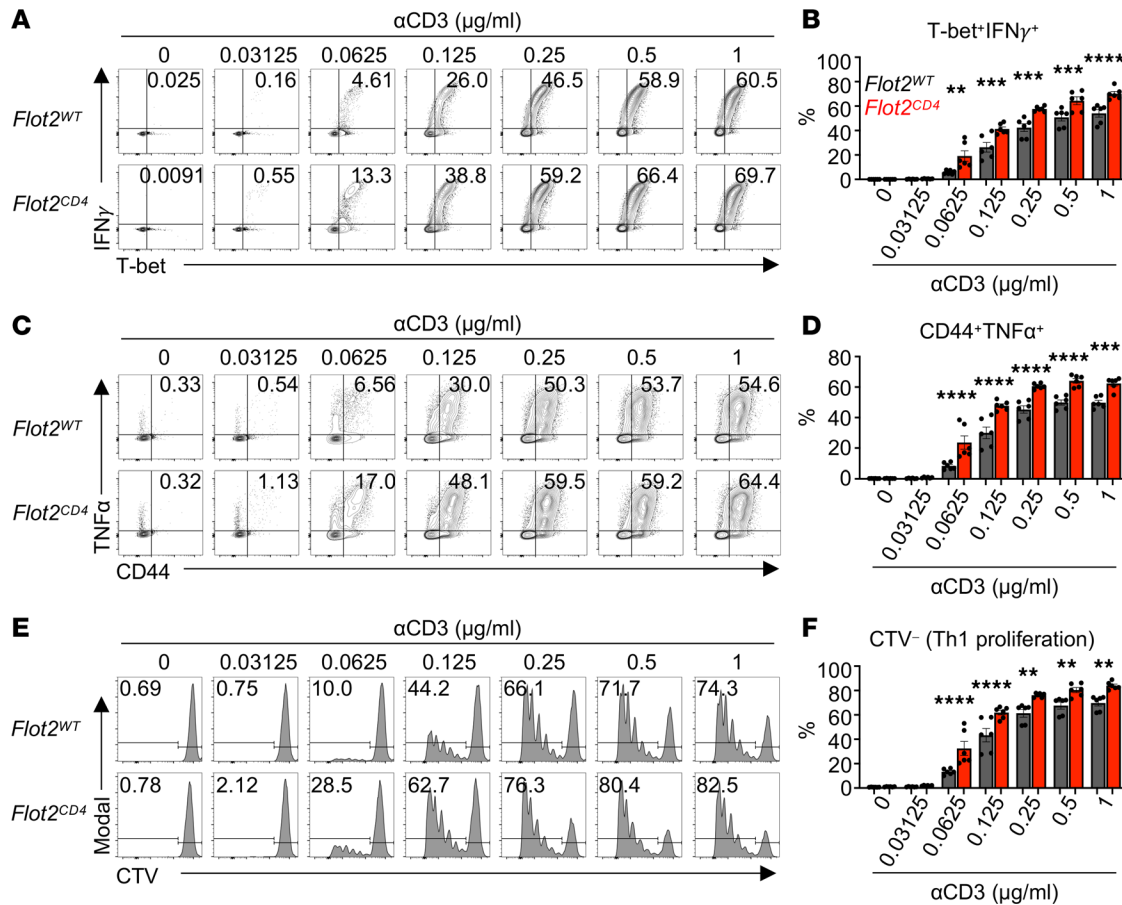 A
αCD3 (µg/ml)
0 0.03125 0.0625 0.125 0.25 0.5 1
Flot2WT
0.025 0.16 4.61 26.0 46.5 58.9 60.5
Flot2CD4
0.0091 0.55 13.3 38.8 59.2 66.4 69.7
IFNγ
T-bet
B
T-bet⁺IFNγ⁺
Flot2WT
Flot2CD4
** *** *** *** ****
%
100
80
60
40
20
0
0 0.03125 0.0625 0.125 0.25 0.5 1
αCD3 (µg/ml)
C
αCD3 (µg/ml)
0 0.03125 0.0625 0.125 0.25 0.5 1
Flot2WT
0.33 0.54 6.56 30.0 50.3 53.7 54.6
Flot2CD4
0.32 1.13 17.0 48.1 59.5 59.2 64.4
TNFα
CD44
D
CD44⁺TNFα⁺
**** **** **** **** ***
%
80
60
40
20
0
0 0.03125 0.0625 0.125 0.25 0.5 1
αCD3 (µg/ml)
E
αCD3 (µg/ml)
0 0.03125 0.0625 0.125 0.25 0.5 1
Flot2WT
0.69 0.75 10.0 44.2 66.1 71.7 74.3
Flot2CD4
0.78 2.12 28.5 62.7 76.3 80.4 82.5
Modal
CTV
F
CTV⁻ (Th1 proliferation)
**** **** ** ** **
%
100
80
60
40
20
0
0 0.03125 0.0625 0.125 0.25 0.5 1
αCD3 (µg/ml)